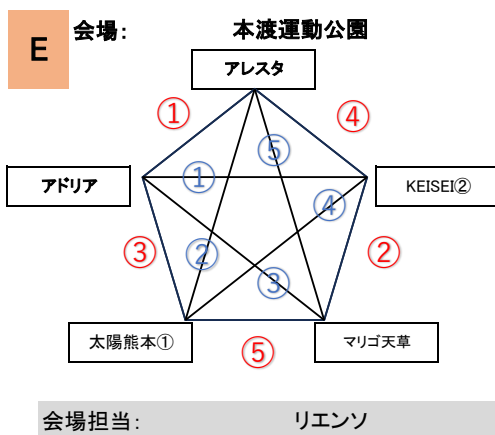 E
会場： 本渡運動公園
アレスタ
① ④
⑤
アドリア ① KEISEI②
④
③ ② ②
③
太陽熊本① マリゴ天草
⑤
会場担当： リエンソ